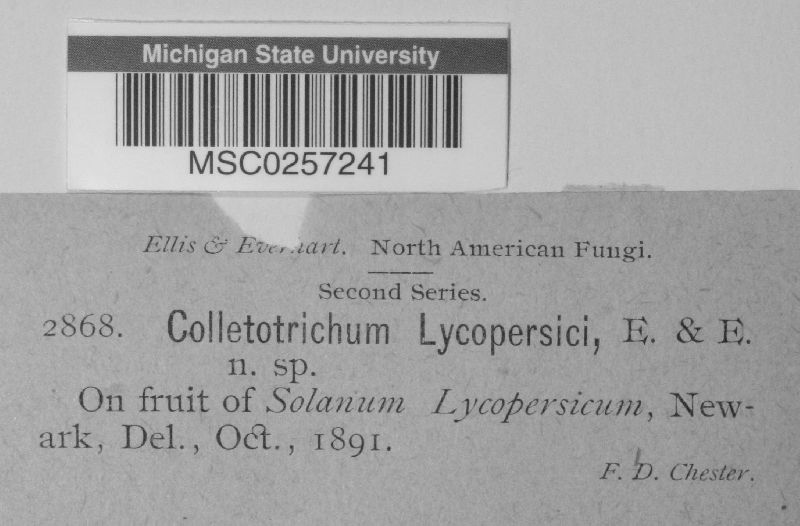 Michigan State University
MSC0257241
Ellis & Everhart. North American Fungi.
Second Series.
2868. Colletotrichum Lycopersici, E. & E.
n. sp.
On fruit of Solanum Lycopersicum, New-
ark, Del., Oct., 1891.
F. D. Chester.